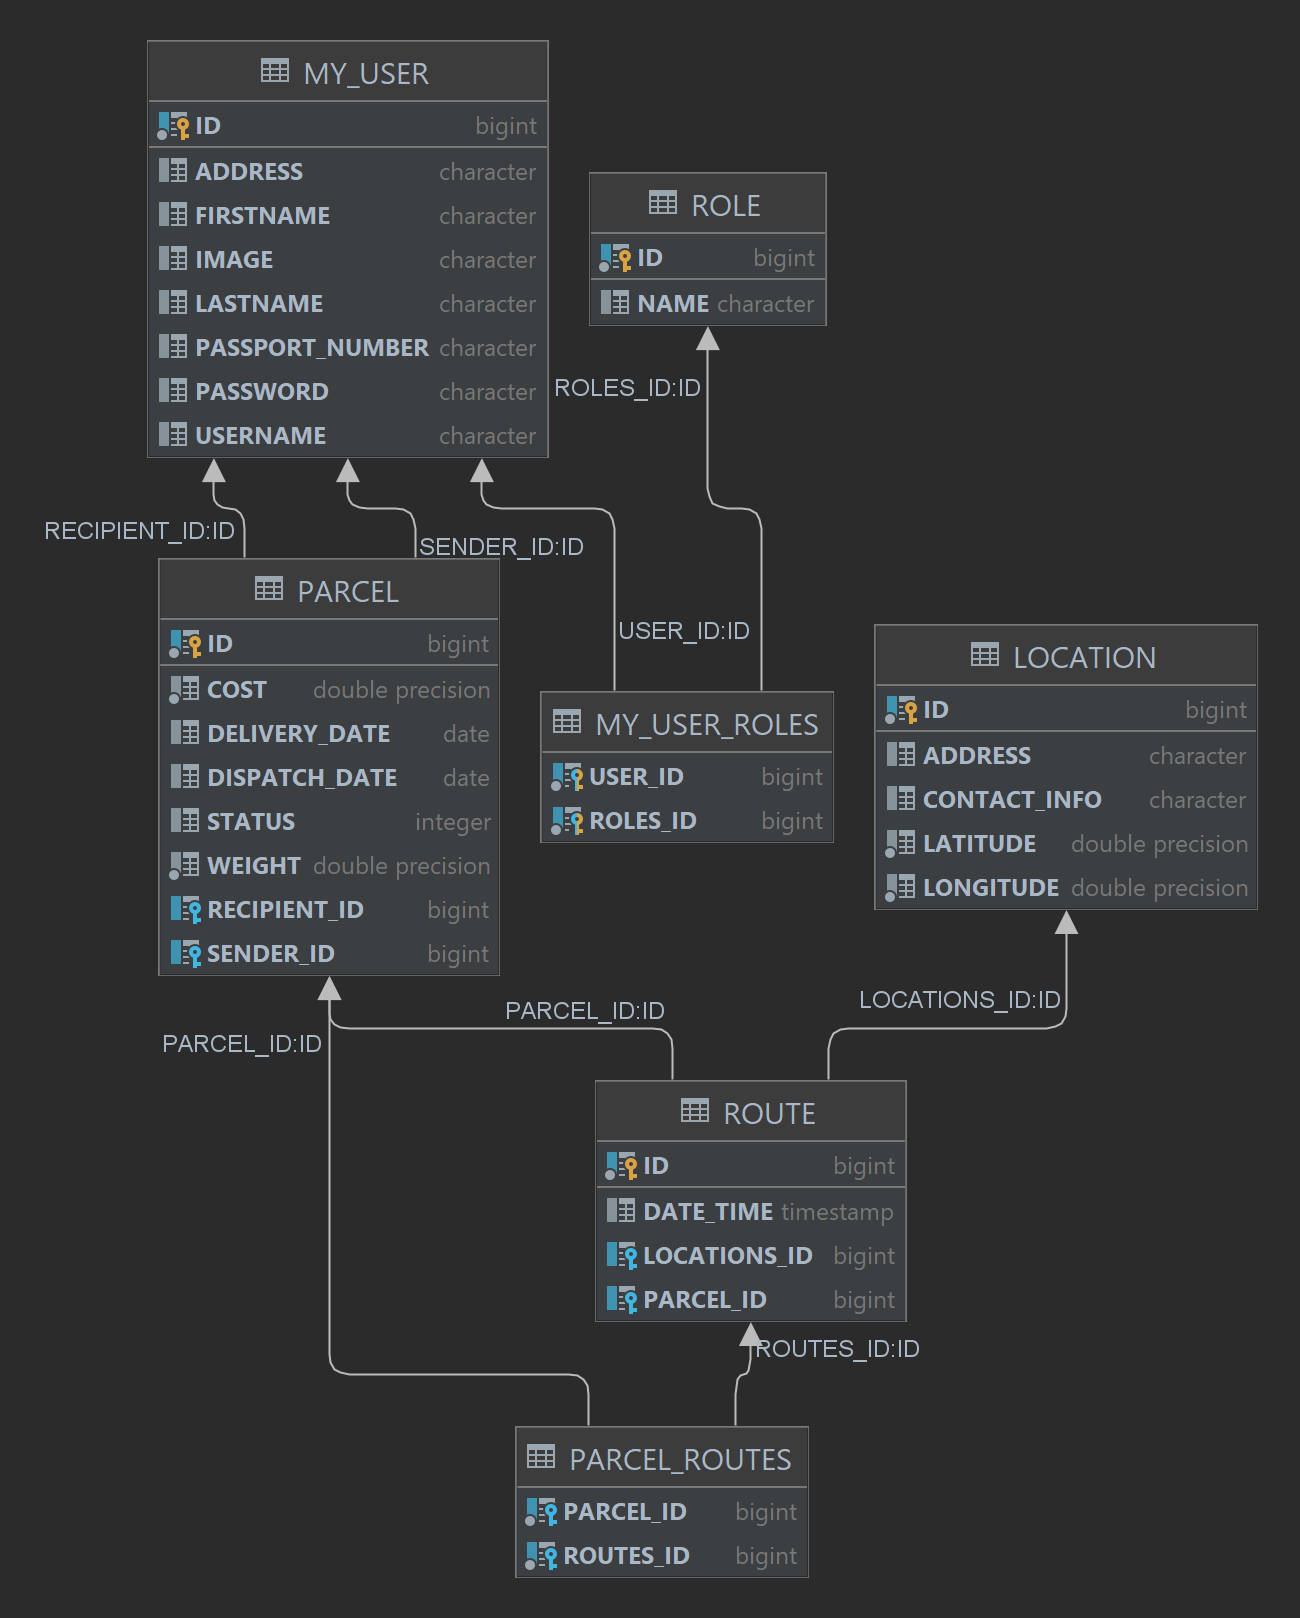 MY_USER
ID bigint
ADDRESS character
FIRSTNAME character
IMAGE character
LASTNAME character
PASSPORT_NUMBER character
PASSWORD character
USERNAME character
ROLE
ID bigint
NAME character
ROLES_ID:ID
RECIPIENT_ID:ID
SENDER_ID:ID
USER_ID:ID
PARCEL
ID bigint
COST double precision
DELIVERY_DATE date
DISPATCH_DATE date
STATUS integer
WEIGHT double precision
RECIPIENT_ID bigint
SENDER_ID bigint
MY_USER_ROLES
USER_ID bigint
ROLES_ID bigint
LOCATION
ID bigint
ADDRESS character
CONTACT_INFO character
LATITUDE double precision
LONGITUDE double precision
PARCEL_ID:ID
LOCATIONS_ID:ID
PARCEL_ID:ID
ROUTE
ID bigint
DATE_TIME timestamp
LOCATIONS_ID bigint
PARCEL_ID bigint
ROUTES_ID:ID
PARCEL_ROUTES
PARCEL_ID bigint
ROUTES_ID bigint